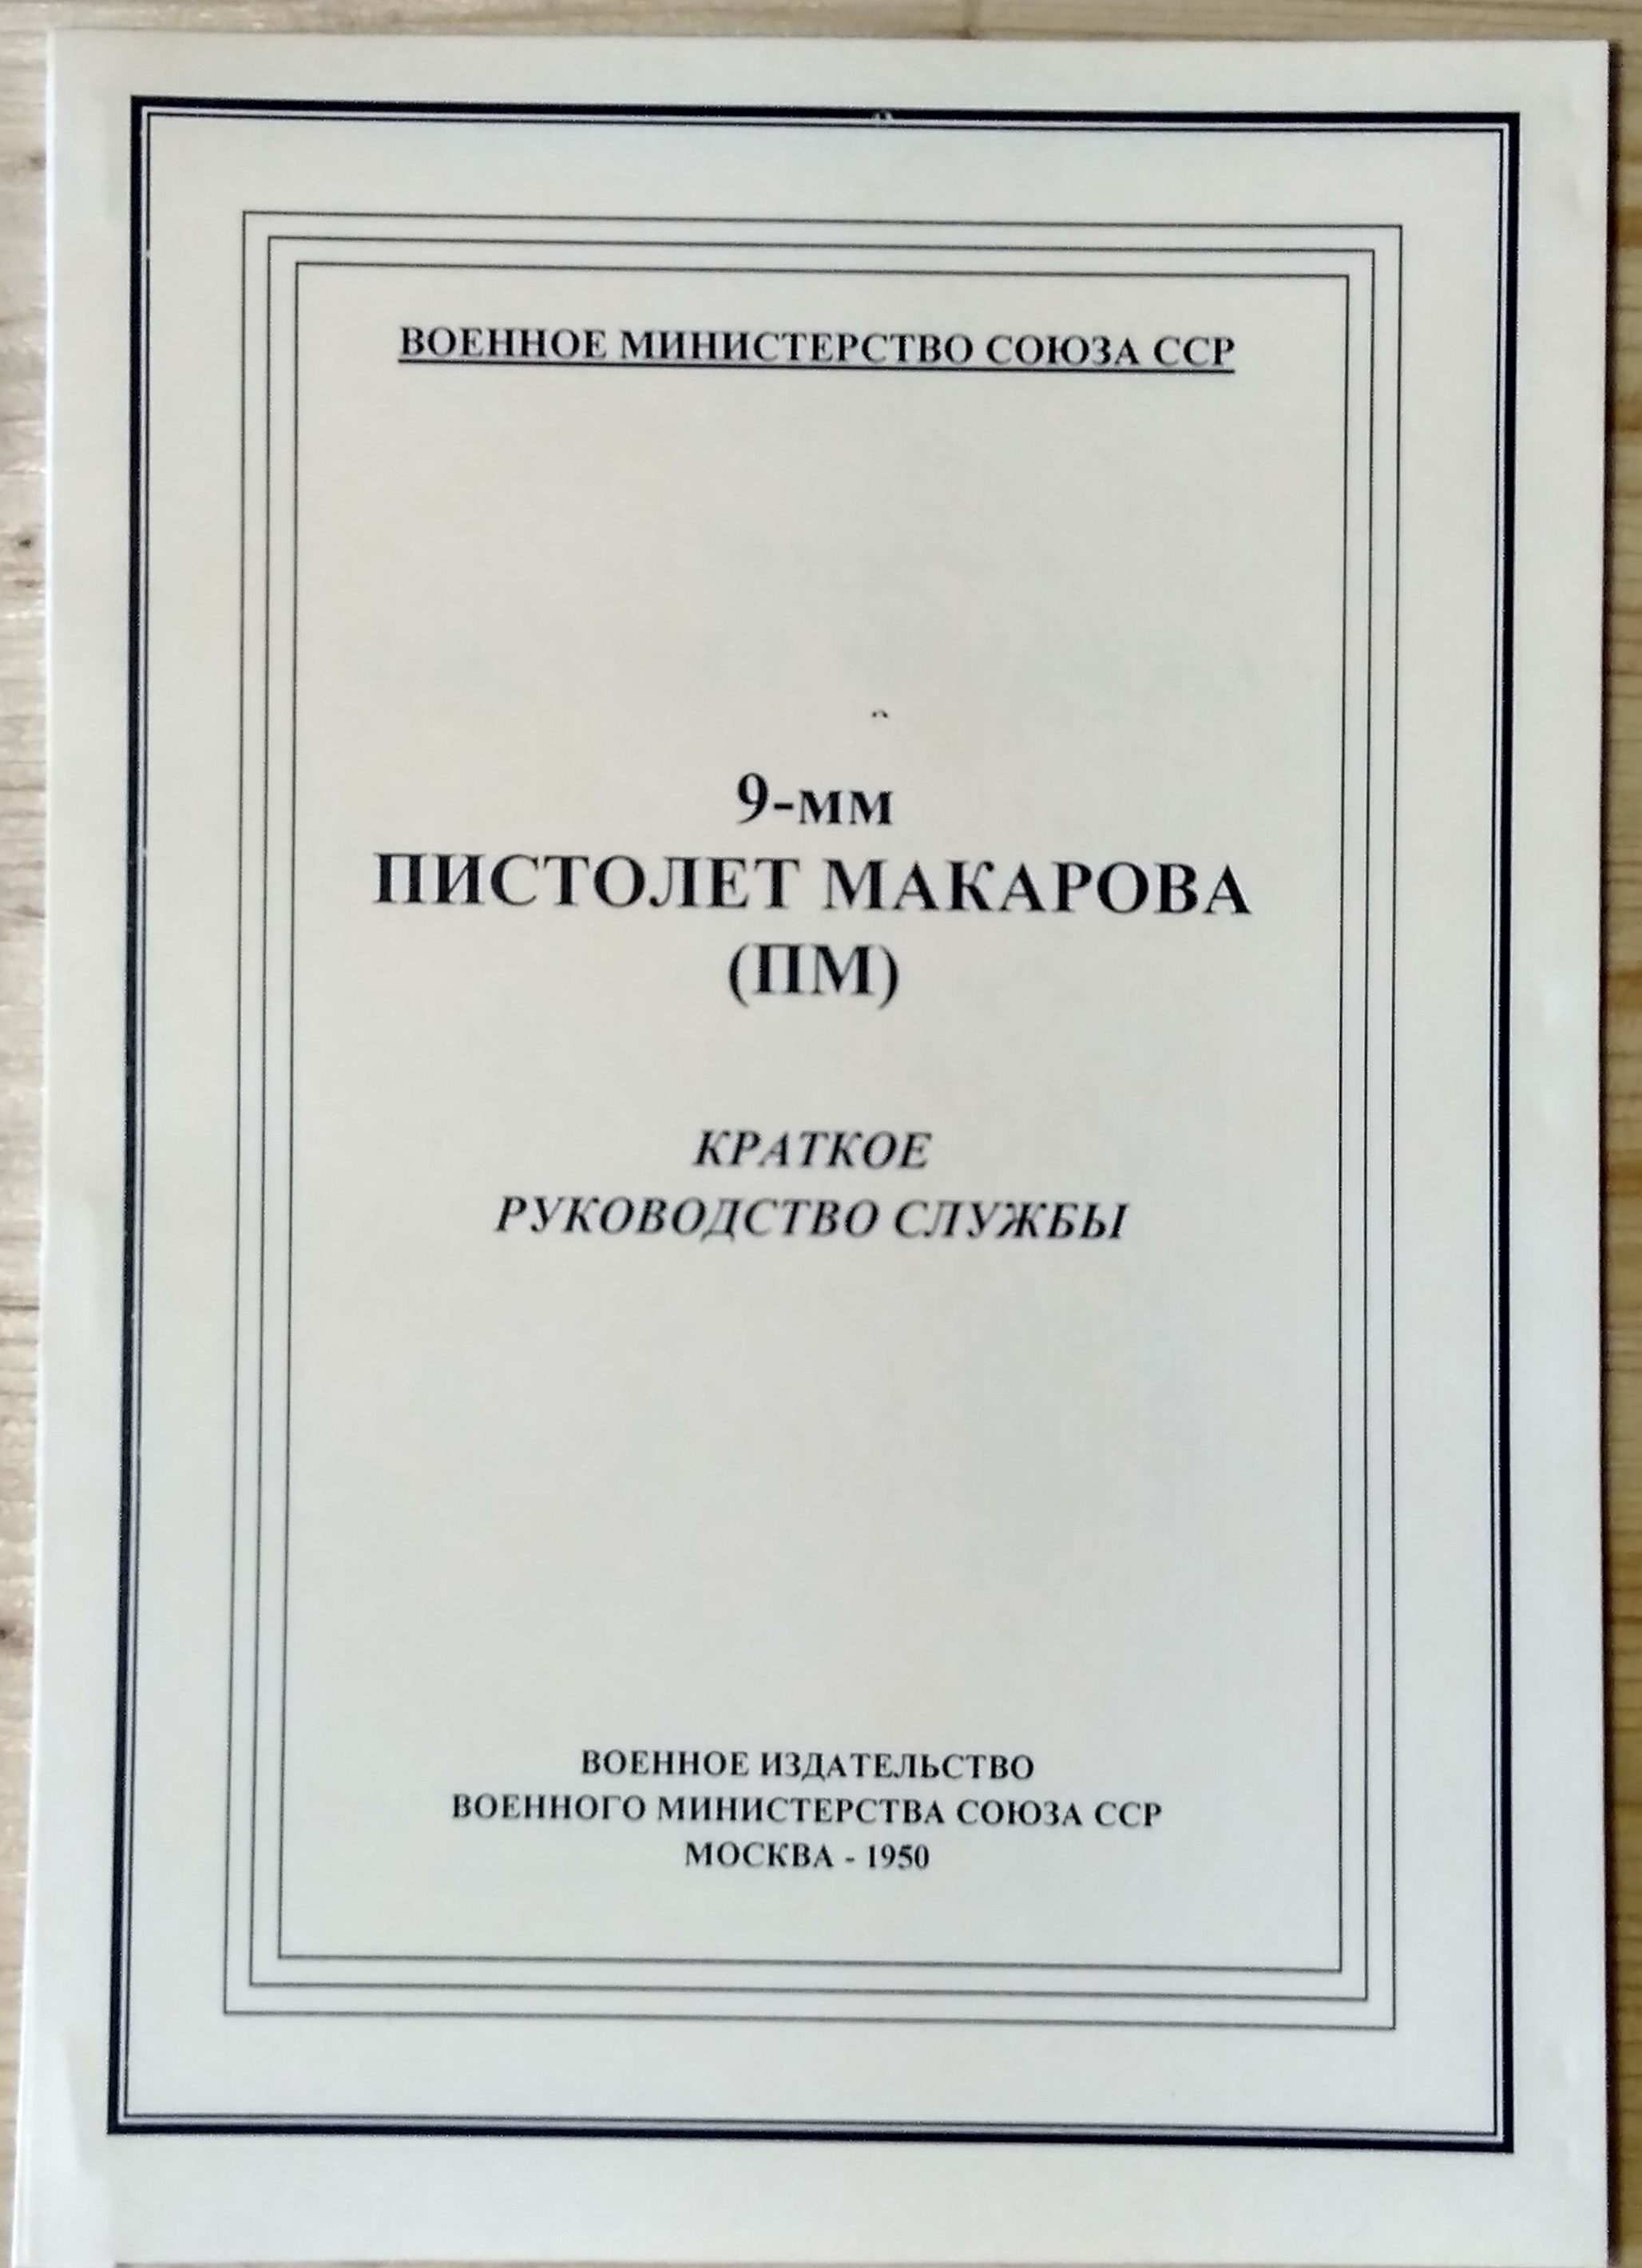 ВОЕННОЕ МИНИСТЕРСТВО СОЮЗА ССР
9-мм
ПИСТОЛЕТ МАКАРОВА
(ПМ)
КРАТКОЕ
РУКОВОДСТВО СЛУЖБЫ
ВОЕННОЕ ИЗДАТЕЛЬСТВО
ВОЕННОГО МИНИСТЕРСТВА СОЮЗА ССР
МОСКВА - 1950